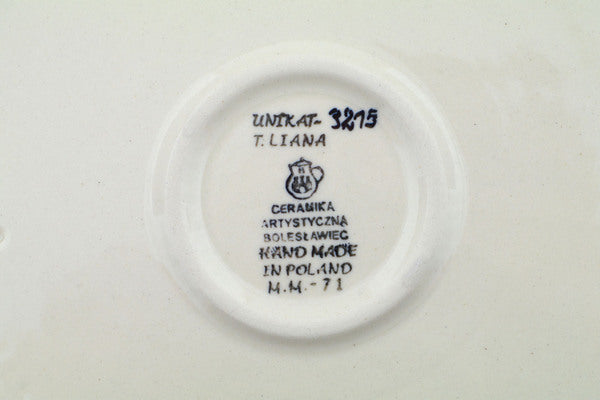 UNIKAT- 3215
T. LIANA
CERAMIKA
ARTYSTYCZNA
BOLESŁAWIEC
HAND MADE
IN POLAND
M.M.-71